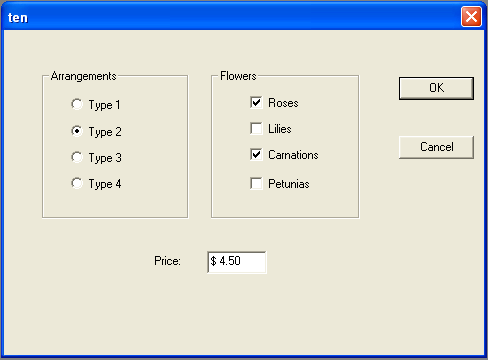 ten
Arrangements
Type 1
Type 2
Type 3
Type 4
Flowers
Roses
Lilies
Carnations
Petunias
OK
Cancel
Price:
$ 4.50